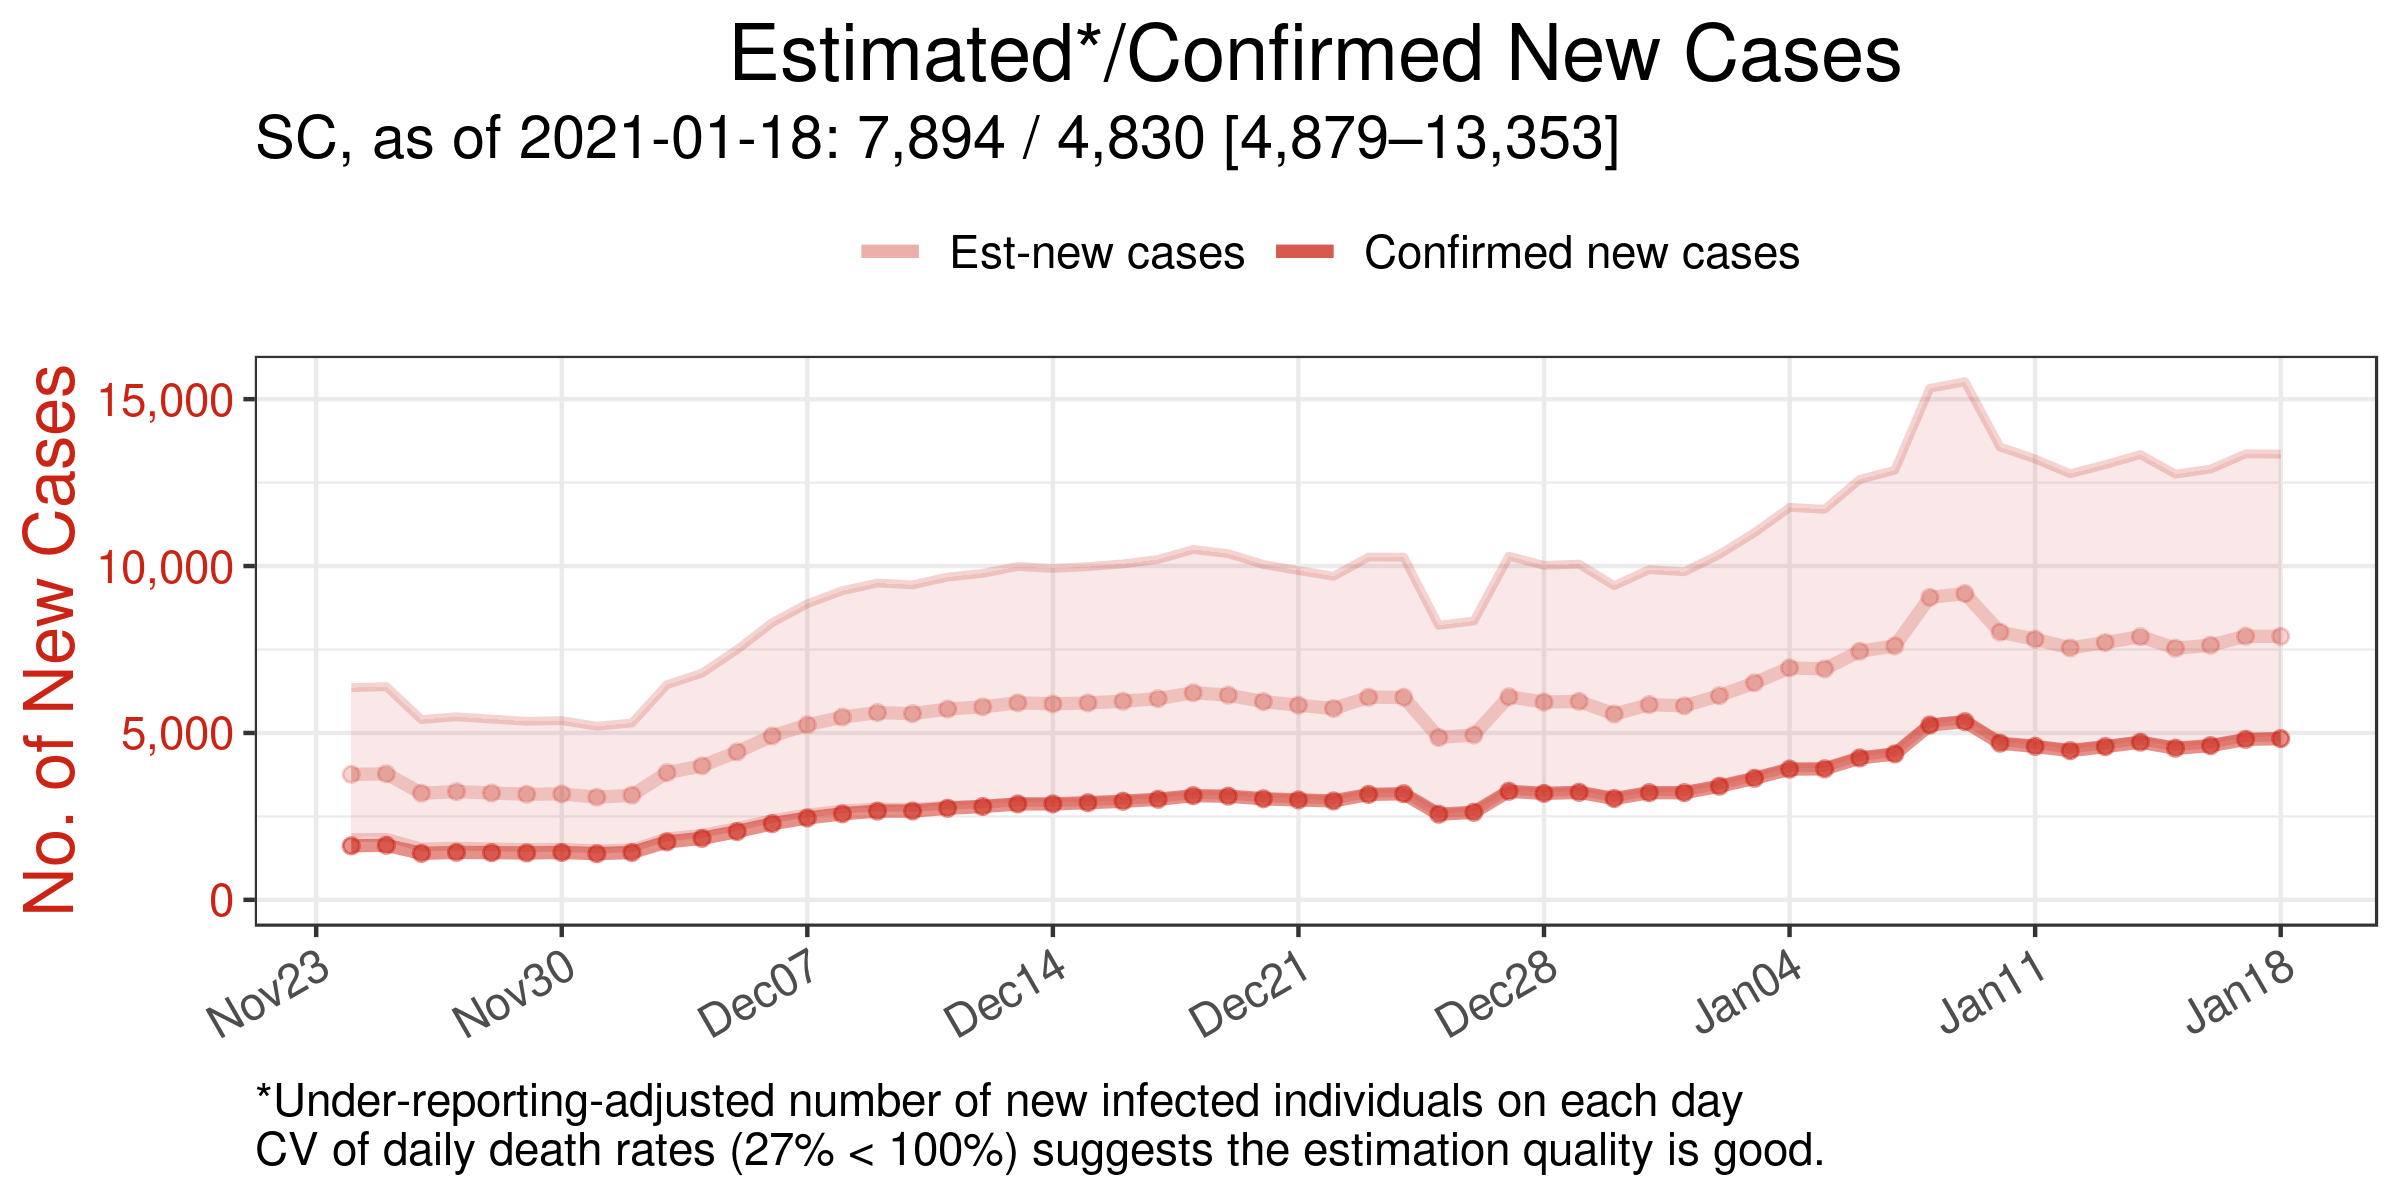 Estimated*/Confirmed New Cases
SC, as of 2021-01-18: 7,894 / 4,830 [4,879–13,353]
Est-new cases Confirmed new cases
No. of New Cases
15,000
10,000
5,000
0
Nov23 Nov30 Dec07 Dec14 Dec21 Dec28 Jan04 Jan11 Jan18
*Under-reporting-adjusted number of new infected individuals on each day
CV of daily death rates (27% < 100%) suggests the estimation quality is good.